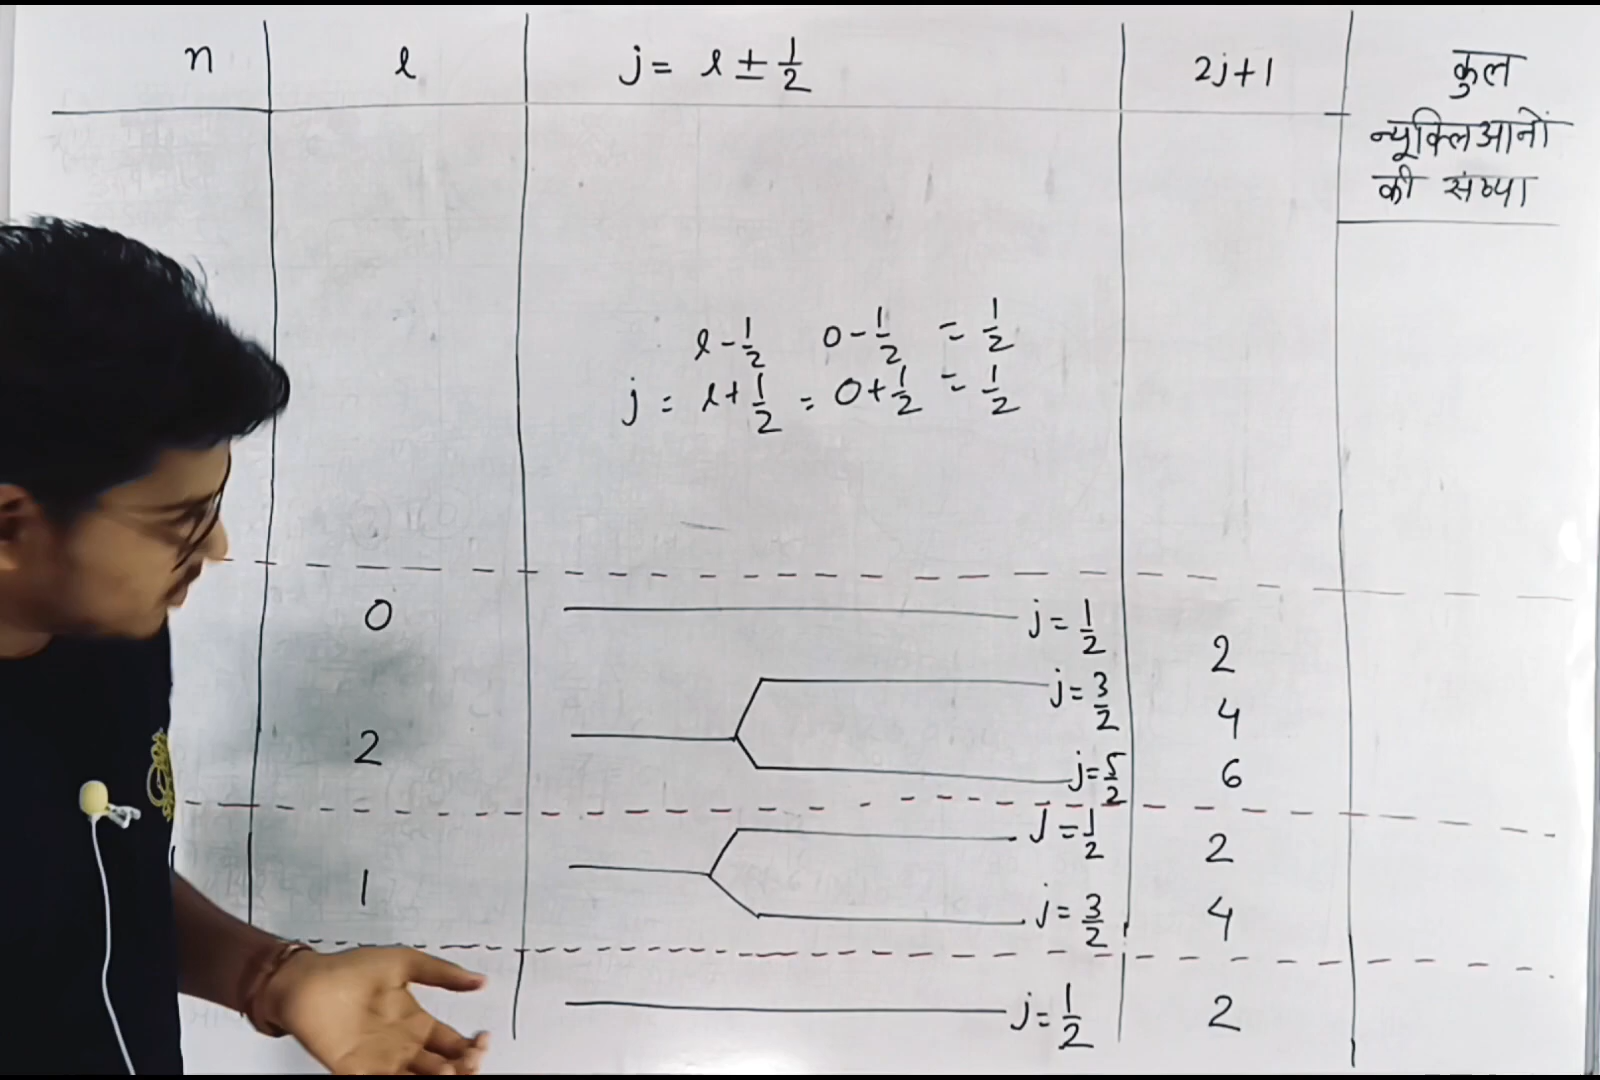 n l j = l ± 1/2 2j+1 कुल
न्यूक्लिआनों
की संख्या
l - 1/2 0 - 1/2 = 1/2
j = l + 1/2 = 0 + 1/2 = 1/2
0 j = 1/2 2
j = 3/2 4
2
j = 5/2 6
j = 1/2 2
1
j = 3/2 4
j = 1/2 2